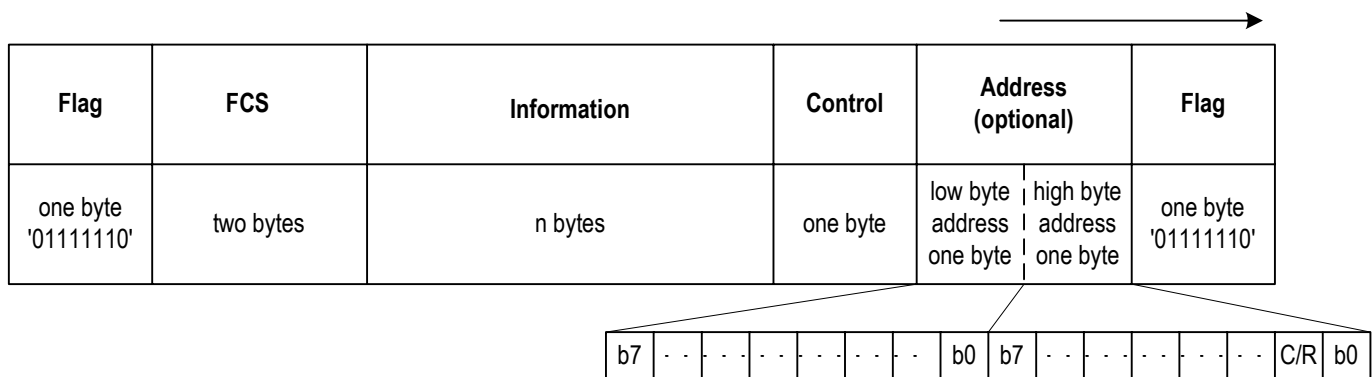 Flag
FCS
Information
Control
Address
(optional)
Flag
one byte
'01111110'
two bytes
n bytes
one byte
low byte
address
one byte
high byte
address
one byte
one byte
'01111110'
b7 - - - - - - - - - - - - b0 b7 - - - - - - - - - - C/R b0